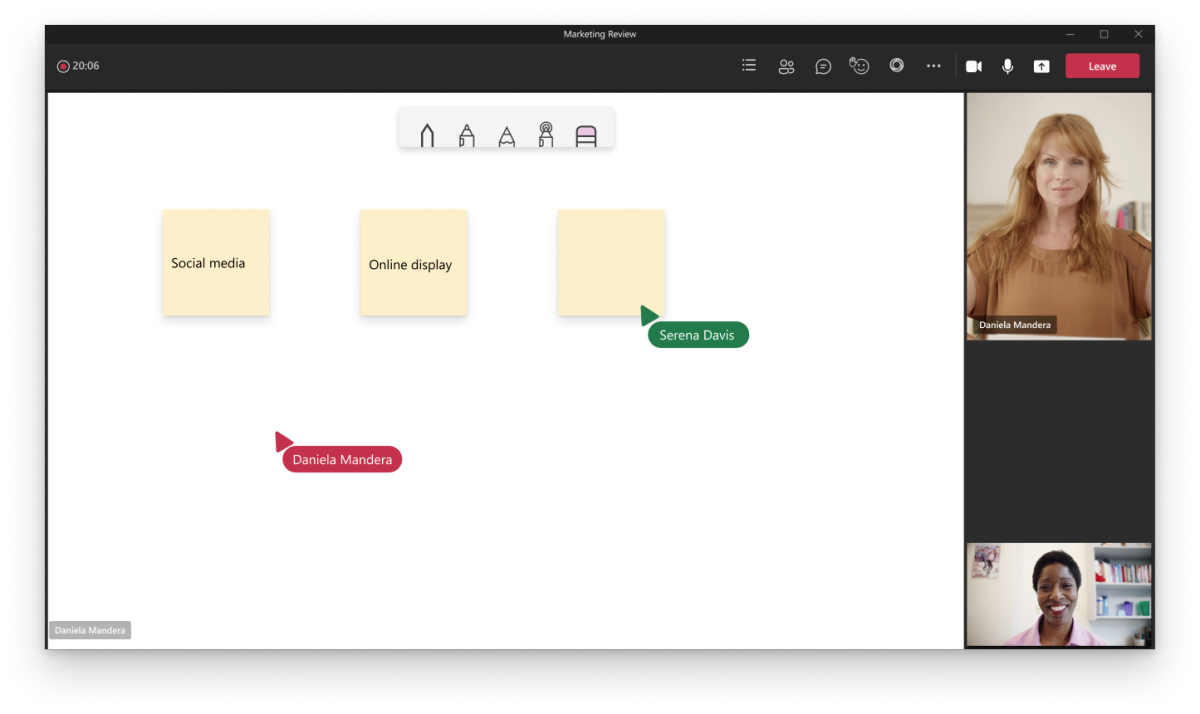 Marketing Review
20:06
Leave
Social media
Online display
Serena Davis
Daniela Mandera
Daniela Mandera
Daniela Mandera